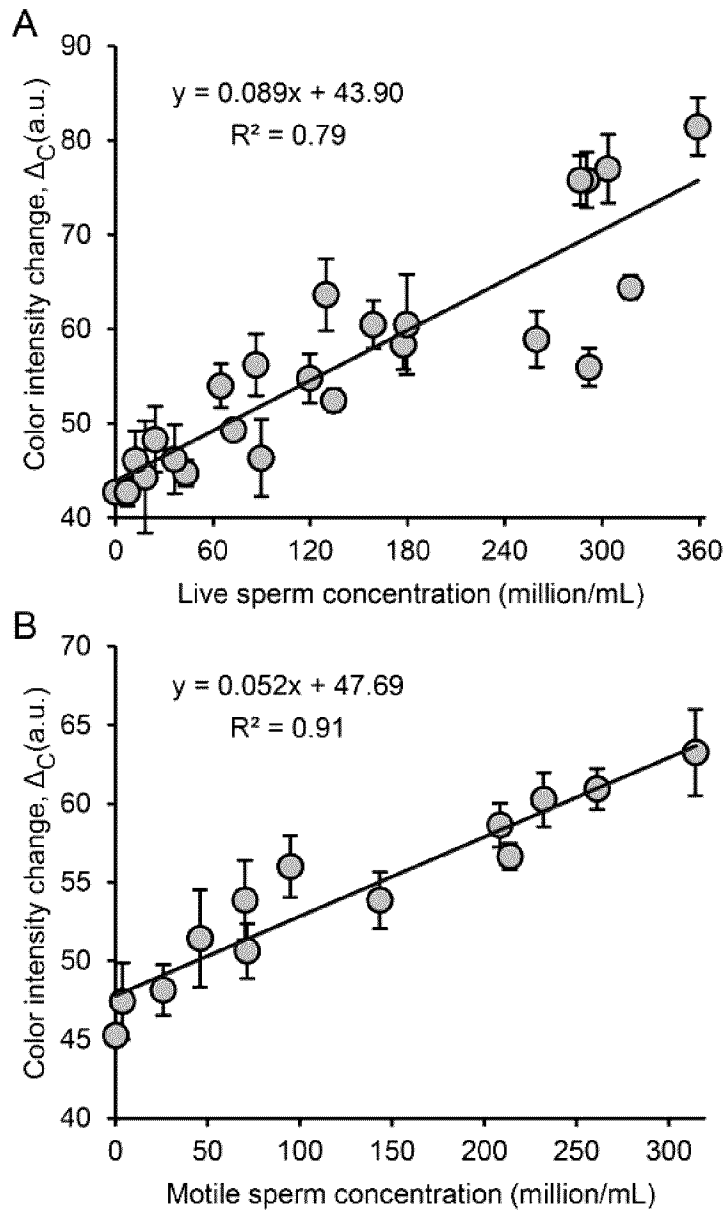 A
90
80
70
60
50
40
Color intensity change, ΔC(a.u.)
y = 0.089x + 43.90
R² = 0.79
0 60 120 180 240 300 360
Live sperm concentration (million/mL)
B
70
65
60
55
50
45
40
Color intensity change, ΔC(a.u.)
y = 0.052x + 47.69
R² = 0.91
0 50 100 150 200 250 300
Motile sperm concentration (million/mL)